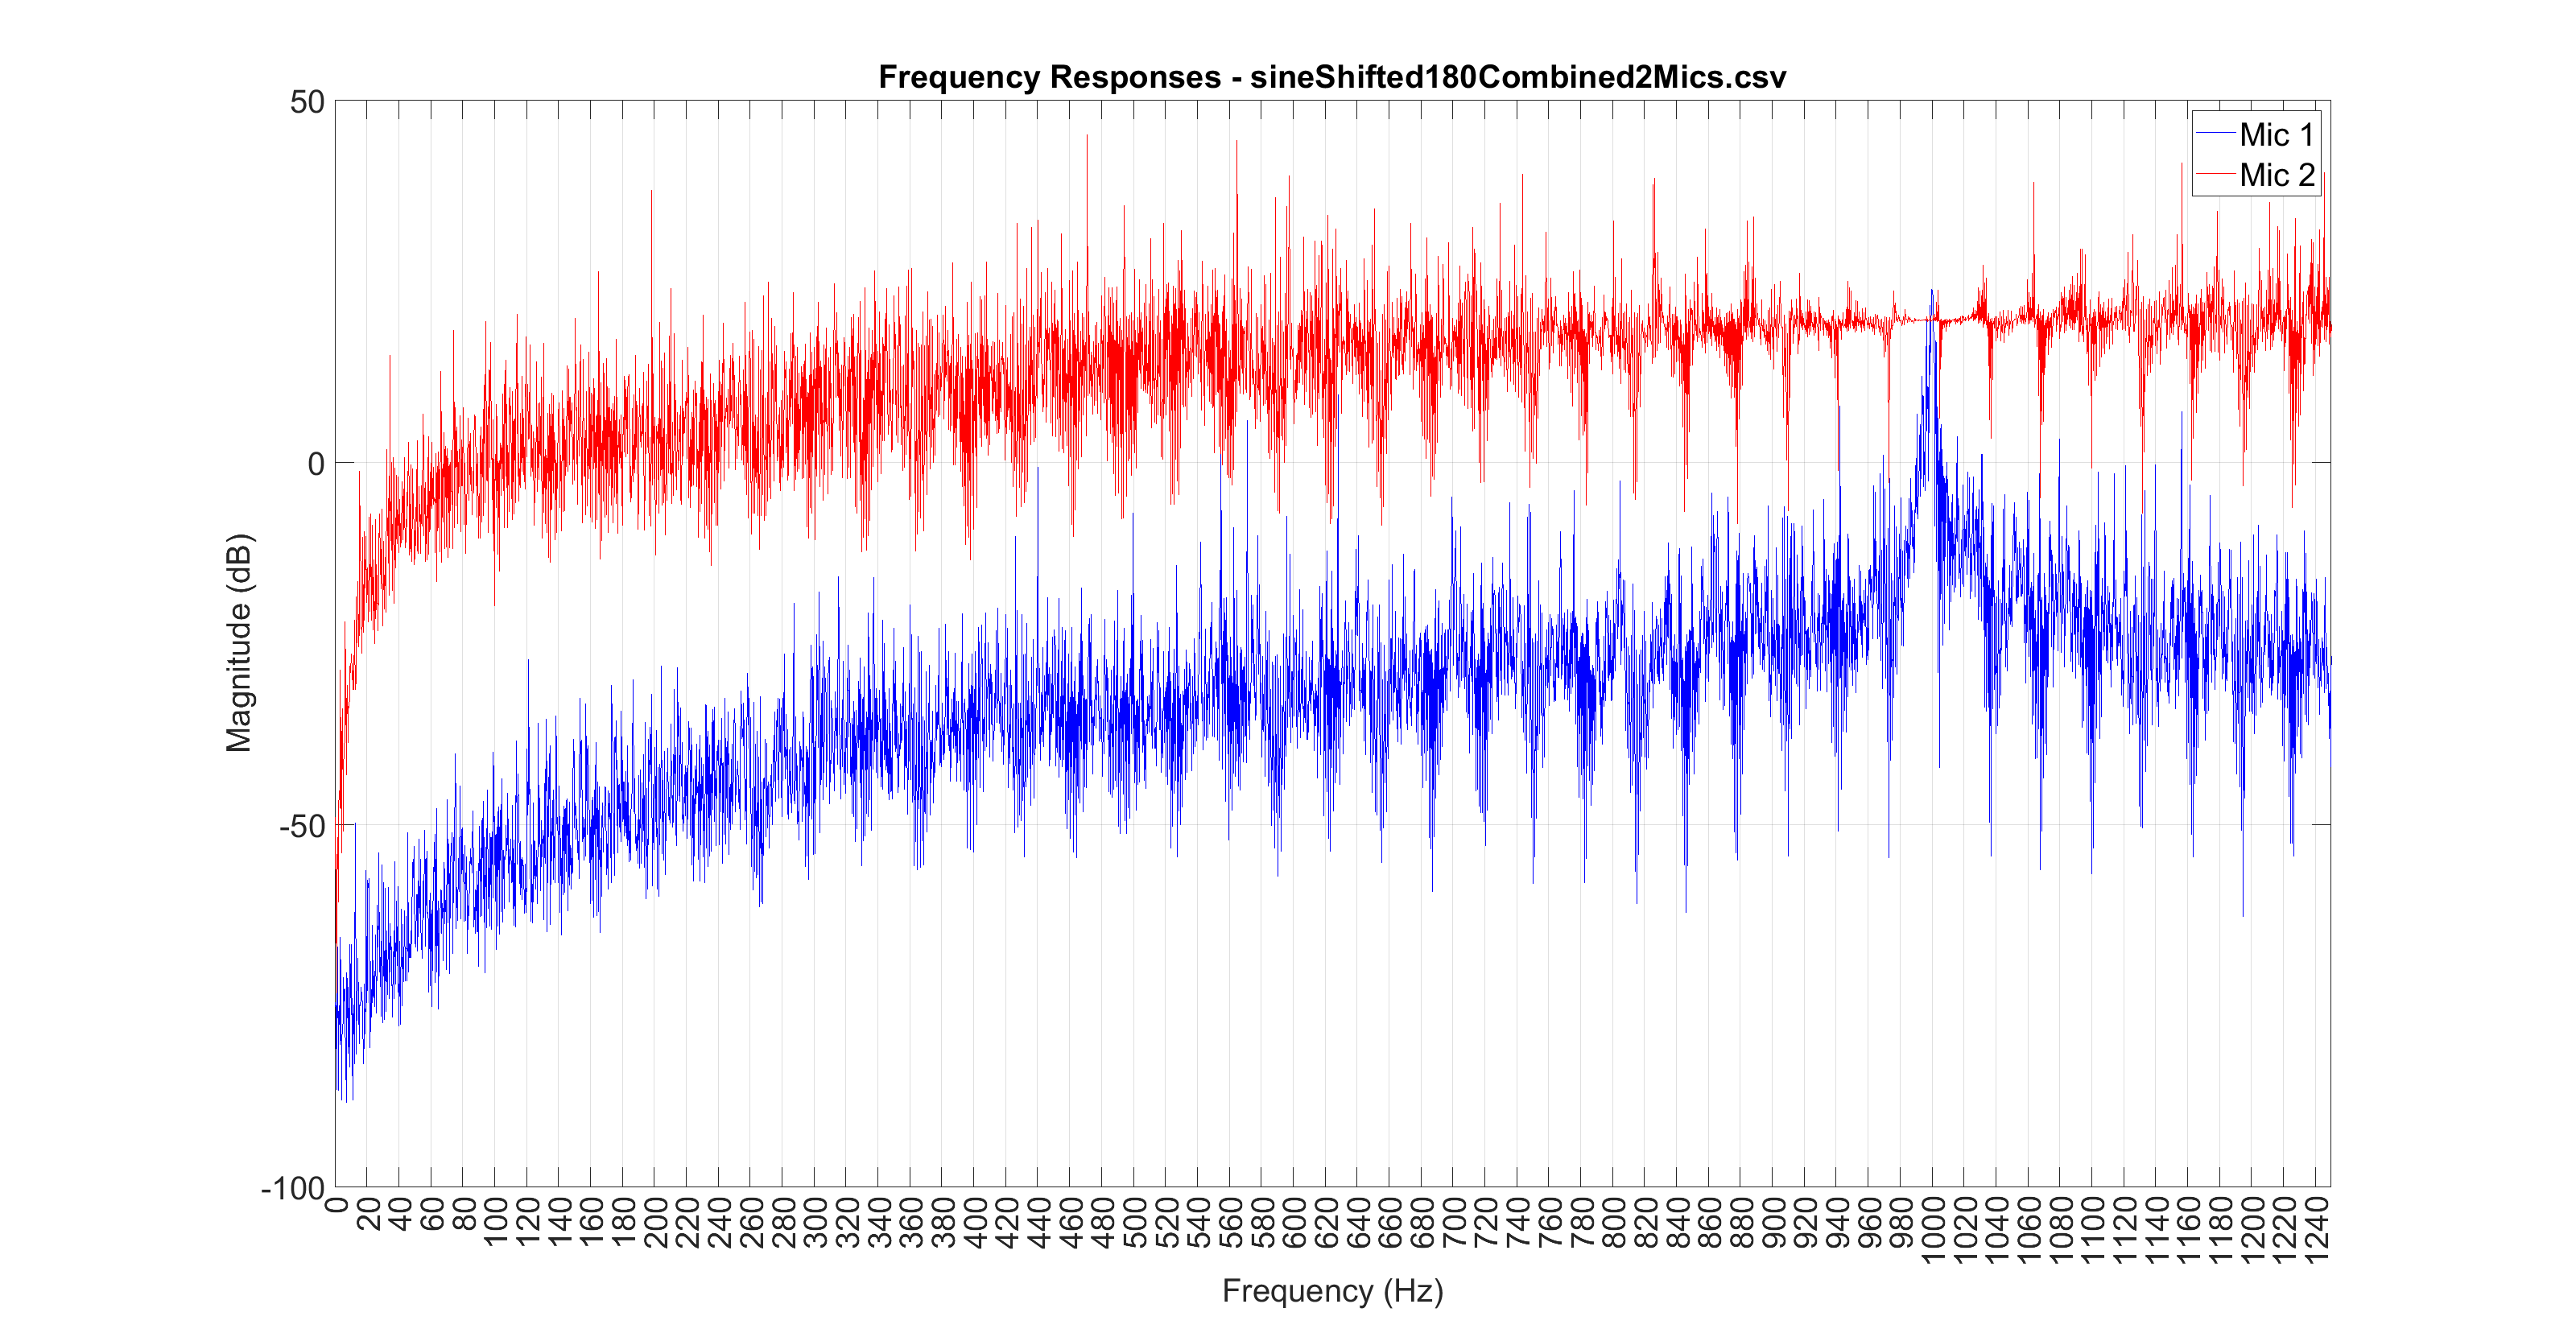 Frequency Responses - sineShifted180Combined2Mics.csv
Mic 1
Mic 2
Magnitude (dB)
50
0
-50
-100
0 20 40 60 80 100 120 140 160 180 200 220 240 260 280 300 320 340 360 380 400 420 440 460 480 500 520 540 560 580 600 620 640 660 680 700 720 740 760 780 800 820 840 860 880 900 920 940 960 980 1000 1020 1040 1060 1080 1100 1120 1140 1160 1180 1200 1220 1240
Frequency (Hz)